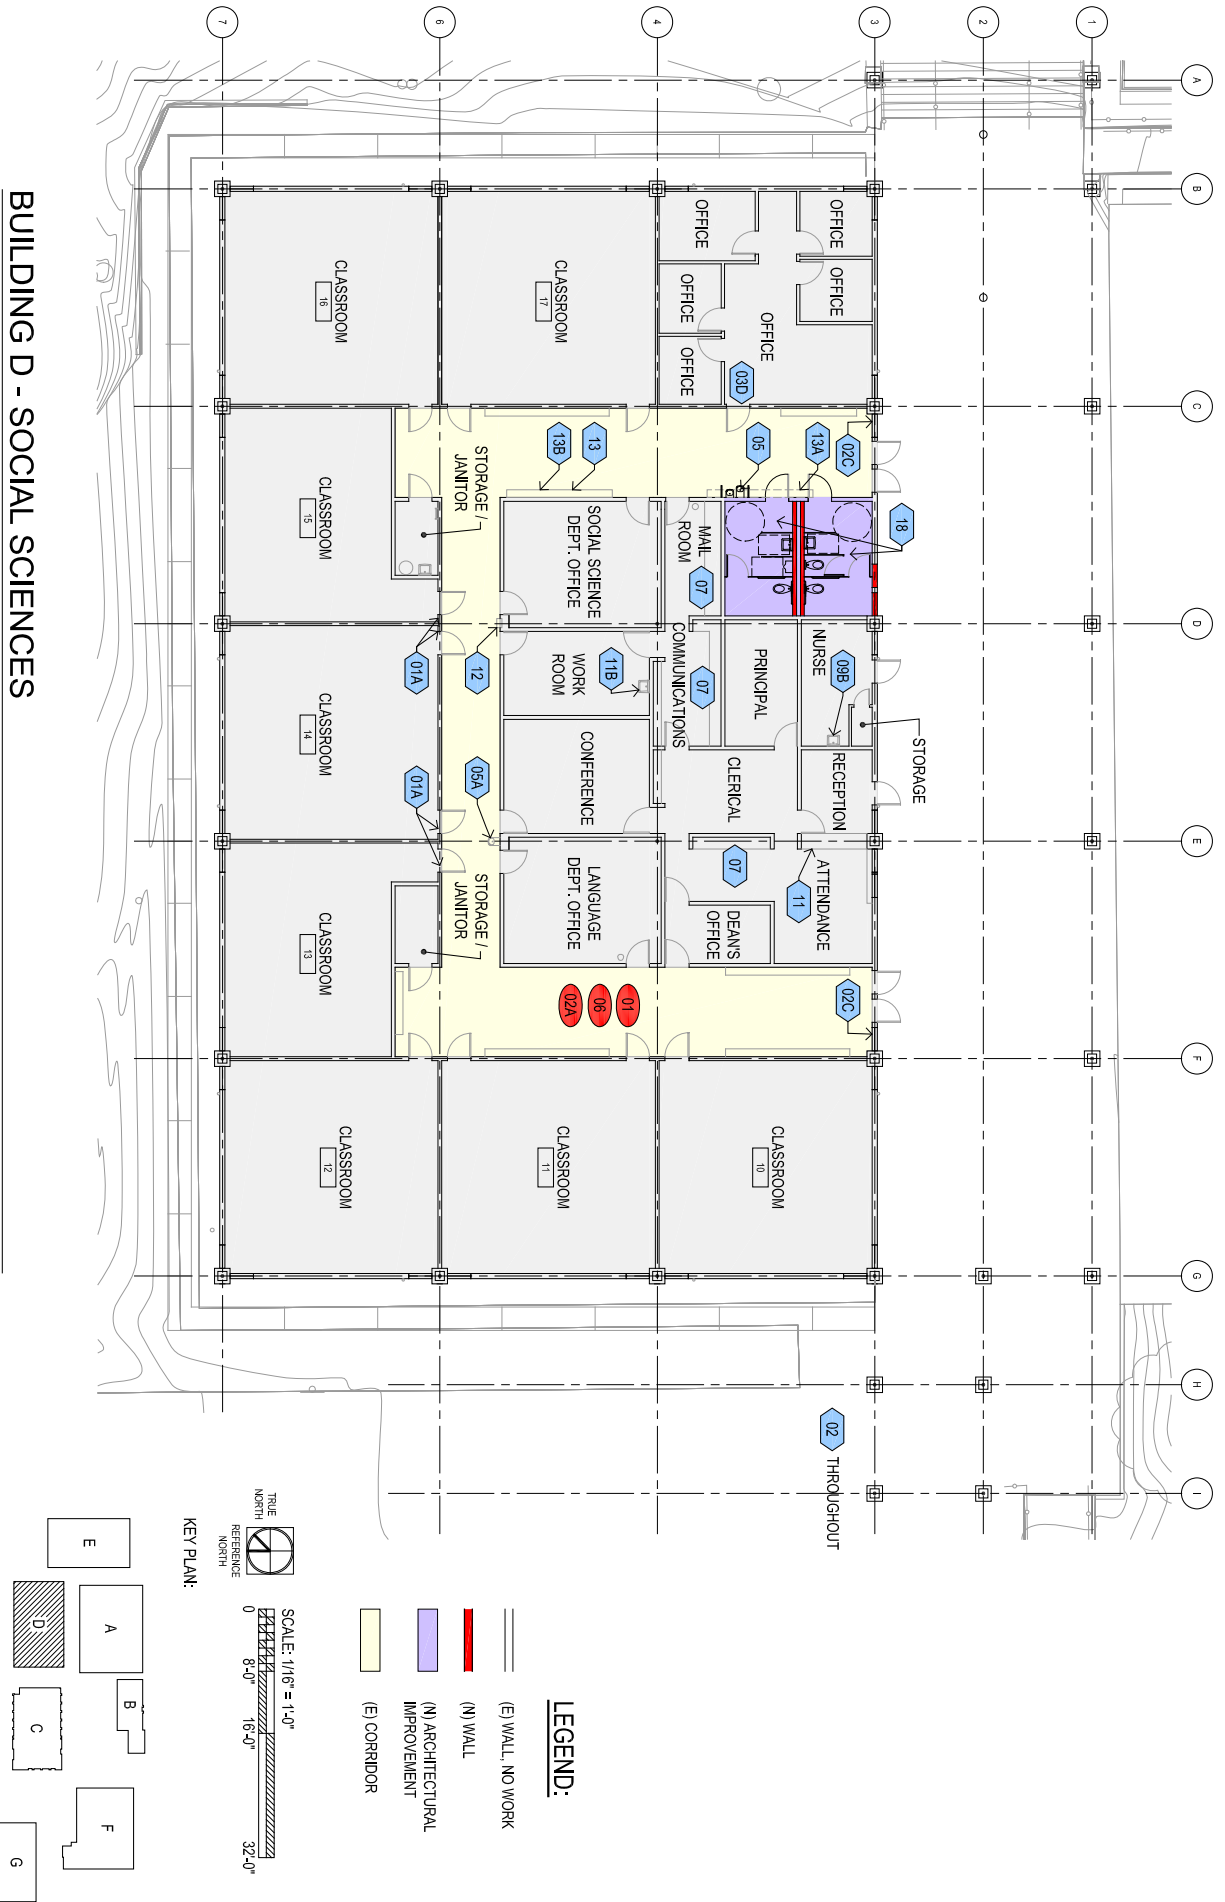 BUILDING D - SOCIAL SCIENCES
A
B
C
D
E
F
G
H
I
1
2
3
4
6
7
OFFICE
OFFICE
OFFICE
OFFICE
OFFICE
OFFICE
03D
CLASSROOM
17
CLASSROOM
16
02C
13A
05
13
13B
18
STORAGE /
JANITOR
CLASSROOM
15
SOCIAL SCIENCE
DEPT. OFFICE
MAIL
ROOM
07
NURSE
09B
STORAGE
PRINCIPAL
COMMUNICATIONS
07
11B
WORK
ROOM
12
01A
CLASSROOM
14
RECEPTION
CLERICAL
CONFERENCE
05A
01A
ATTENDANCE
11
07
DEAN'S
OFFICE
LANGUAGE
DEPT. OFFICE
STORAGE /
JANITOR
CLASSROOM
13
02C
01
06
02A
CLASSROOM
10
CLASSROOM
11
CLASSROOM
12
02
THROUGHOUT
LEGEND:
(E) WALL, NO WORK
(N) WALL
(N) ARCHITECTURAL
IMPROVEMENT
(E) CORRIDOR
TRUE
NORTH
REFERENCE
NORTH
SCALE: 1/16" = 1'-0"
0
8'-0"
16'-0"
32'-0"
KEY PLAN:
E
A
B
D
C
F
G